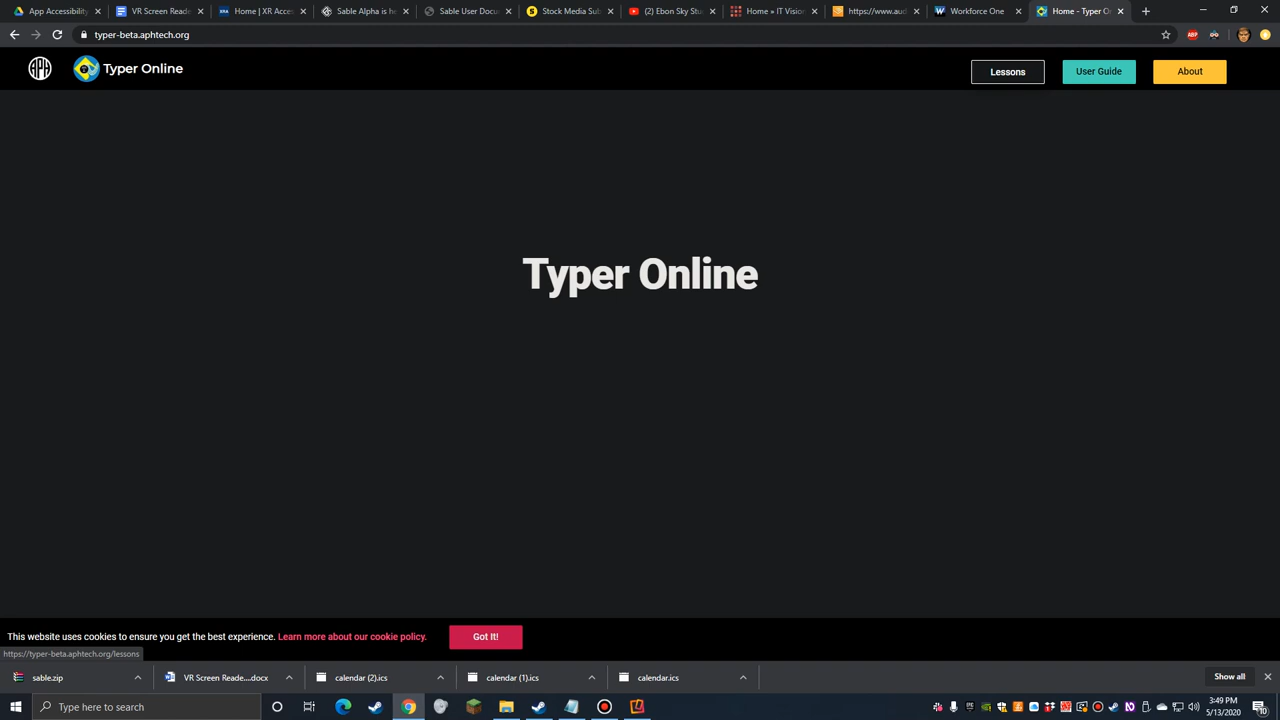 App Accessibility
VR Screen Reade
Home | XR Acces
Sable Alpha is he
Sable User Docu
Stock Media Sub
(2) Ebon Sky Stu
Home » IT Vision
https://www.aud
Workforce One
Home - Typer On
typer-beta.aphtech.org
ABP
APH
Typer Online
Lessons
User Guide
About
Typer Online
This website uses cookies to ensure you get the best experience. Learn more about our cookie policy.
Got It!
https://typer-beta.aphtech.org/lessons
sable.zip
VR Screen Reade....docx
calendar (2).ics
calendar (1).ics
calendar.ics
Show all
Type here to search
3:49 PM
5/13/2020